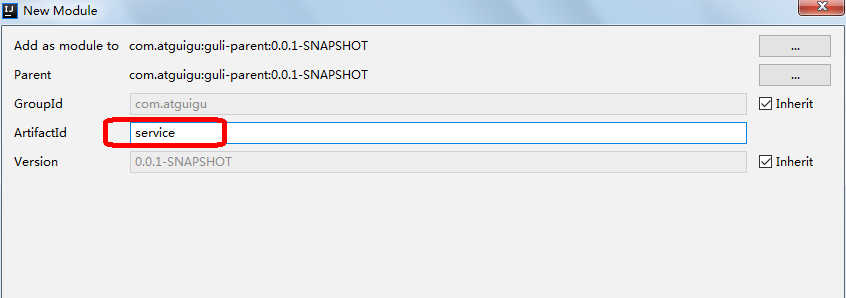 New Module
Add as module to com.atguigu:guli-parent:0.0.1-SNAPSHOT ...
Parent com.atguigu:guli-parent:0.0.1-SNAPSHOT ...
GroupId com.atguigu Inherit
ArtifactId service
Version 0.0.1-SNAPSHOT Inherit